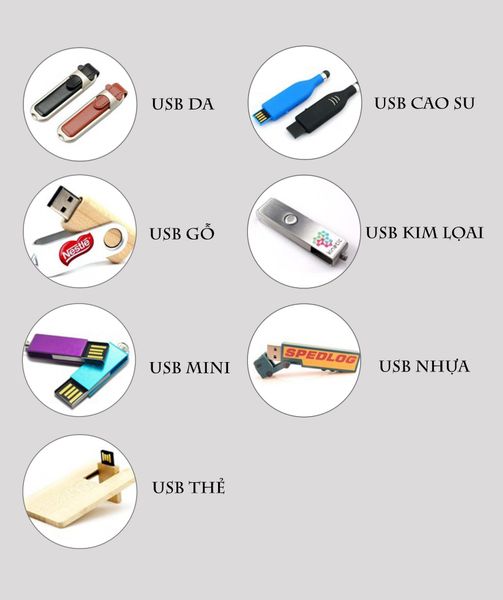 USB DA
USB CAO SU
USB GỖ
Nestle
USB KIM LOẠI
USB MINI
SPEDLOG
USB NHỰA
USB THẺ